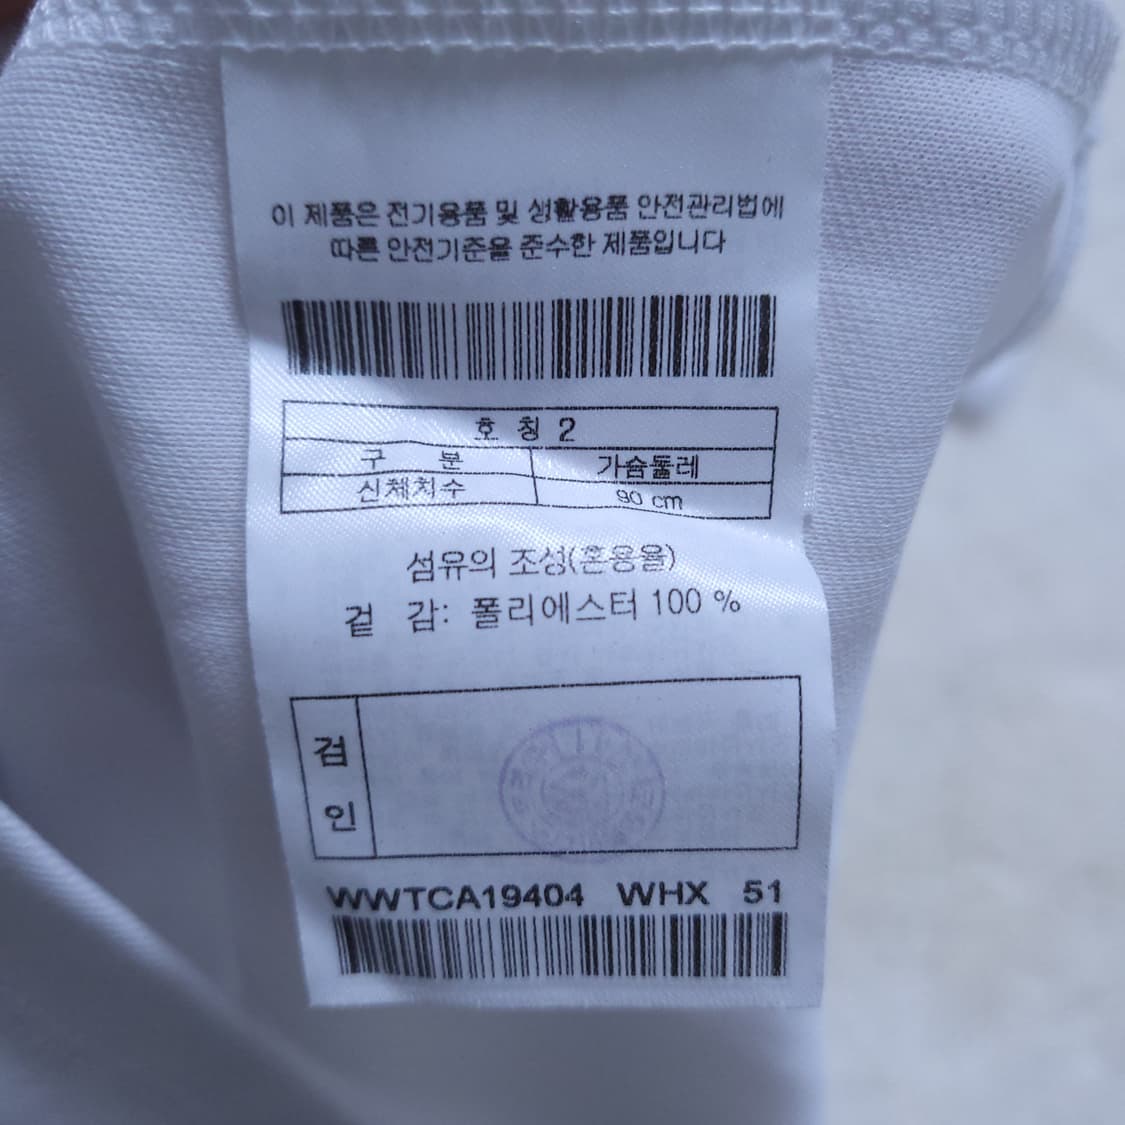 이 제품은 전기용품 및 생활용품 안전관리법에
따른 안전기준을 준수한 제품입니다
호 칭 2
구 분 가슴둘레
신체치수 90 cm
섬유의 조성(혼용율)
겉 감: 폴리에스터 100 %
검
인
WWTCA19404 WHX 51